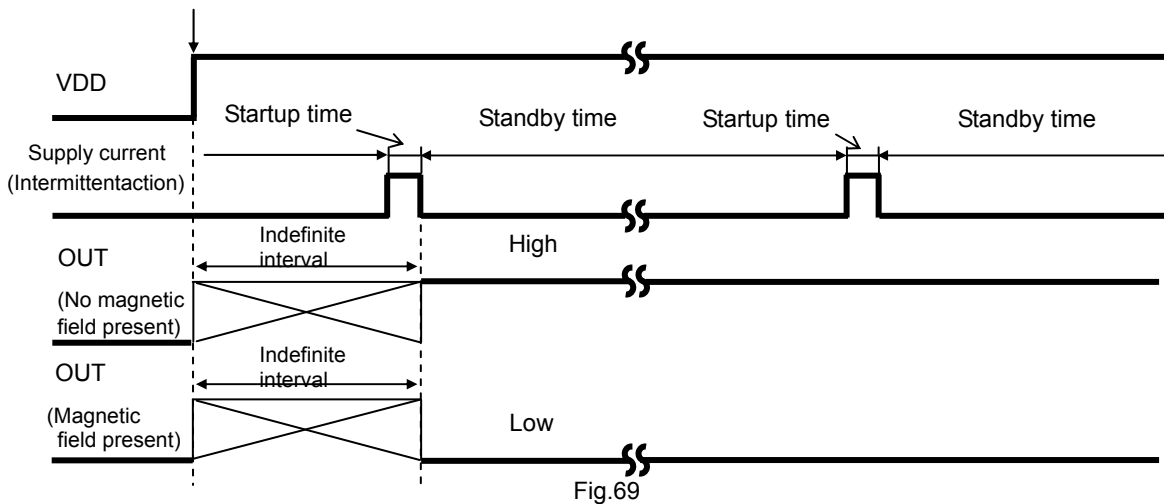 VDD
Startup time
Standby time
Startup time
Standby time
Supply current
(Intermittentaction)
OUT
Indefinite
interval
High
(No magnetic
field present)
OUT
Indefinite
interval
(Magnetic
field present)
Low
Fig.69